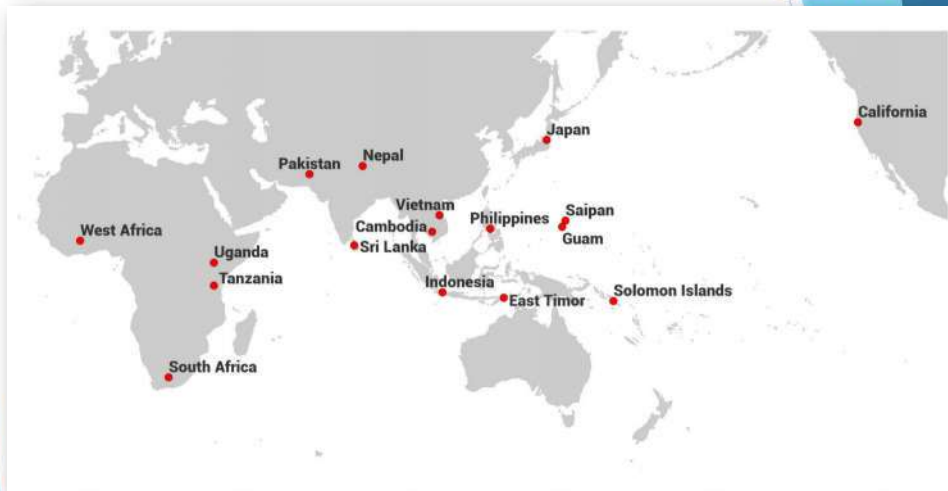 California
Japan
Nepal
Pakistan
Vietnam
Saipan
Philippines
West Africa
Cambodia
Guam
Sri Lanka
Uganda
Tanzania
Indonesia
Solomon Islands
East Timor
South Africa